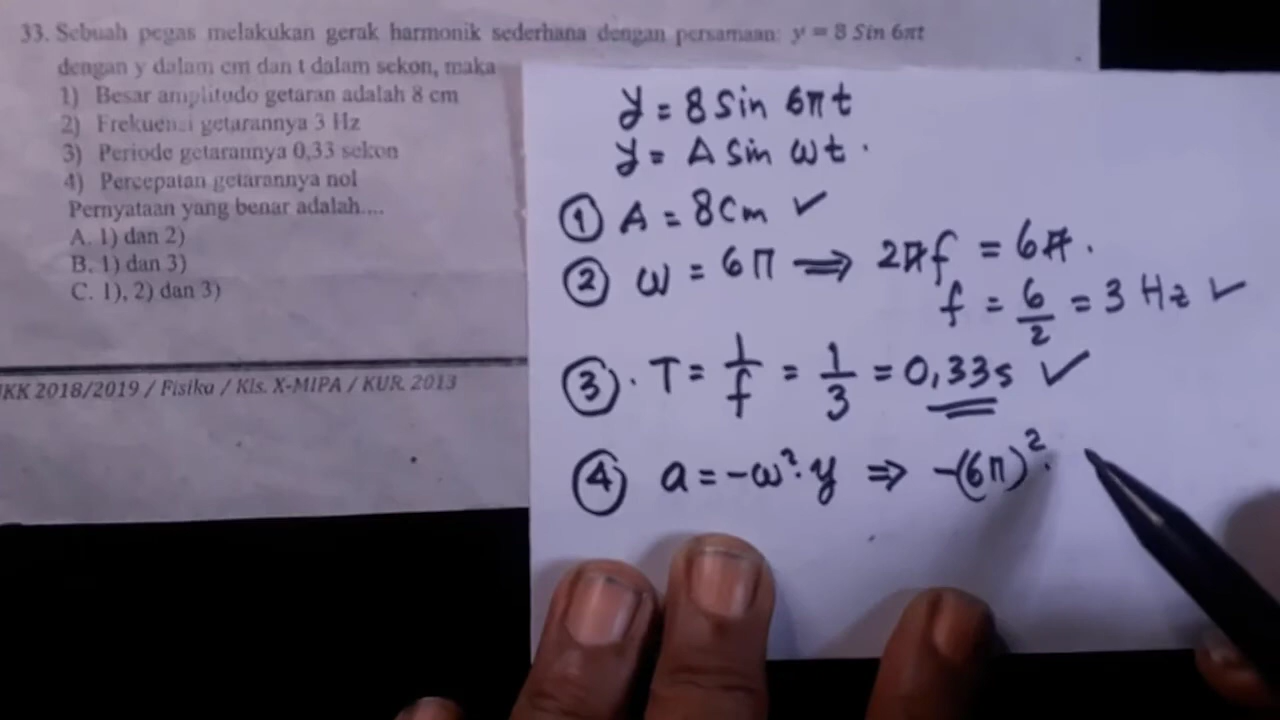 33. Sebuah pegas melakukan gerak harmonik sederhana dengan persamaan: y = 8 Sin 6πt
dengan y dalam cm dan t dalam sekon, maka
1) Besar amplitudo getaran adalah 8 cm
2) Frekuensi getarannya 3 Hz
3) Periode getarannya 0,33 sekon
4) Percepatan getarannya nol
Pernyataan yang benar adalah....
A. 1) dan 2)
B. 1) dan 3)
C. 1), 2) dan 3)
KK 2018/2019 / Fisika / Kls. X-MIPA / KUR. 2013
y = 8 Sin 6π t
y = A Sin ωt .
① A = 8 Cm ✓
② ω = 6π ⟹ 2πf = 6π.
f = 6/2 = 3 Hz ✓
③. T = 1/f = 1/3 = 0,33 s ✓
④ a = -ω². y ⇒ -(6π)².